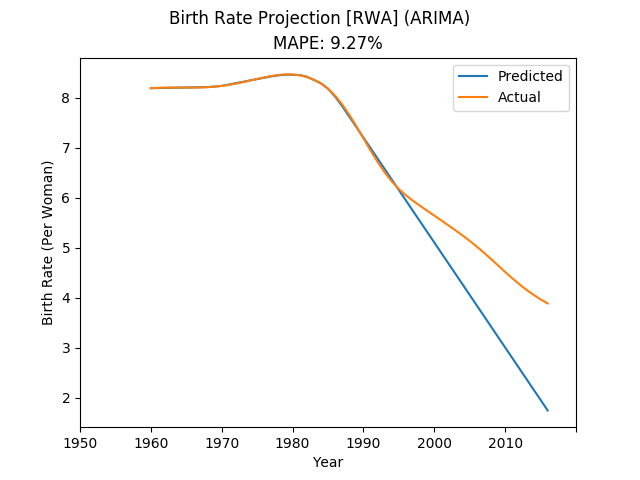 Birth Rate Projection [RWA] (ARIMA)
MAPE: 9.27%
Predicted
Actual
Birth Rate (Per Woman)
8
7
6
5
4
3
2
1950 1960 1970 1980 1990 2000 2010
Year